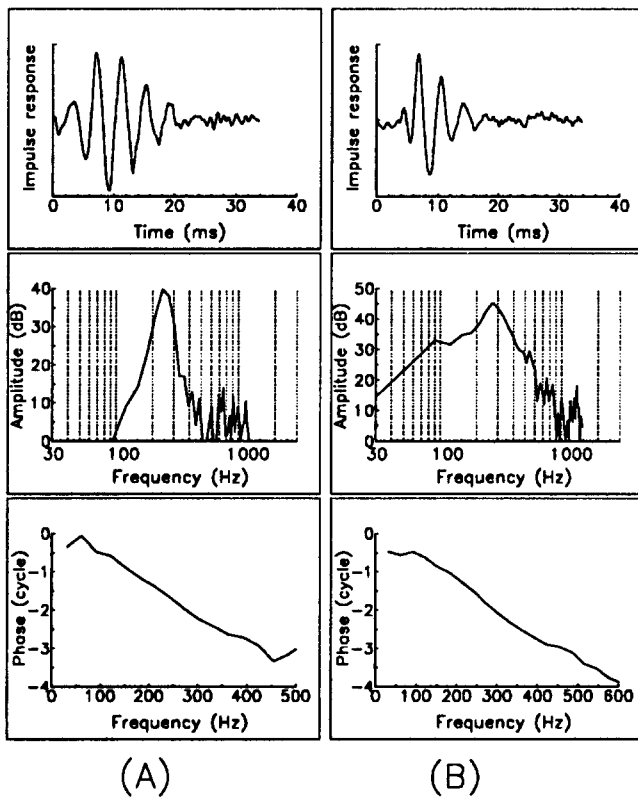 Impulse response
0 10 20 30 40
Time (ms)
Impulse response
0 10 20 30 40
Time (ms)
Amplitude (dB)
40
30
20
10
0
30 100 1000
Frequency (Hz)
Amplitude (dB)
50
40
30
20
10
0
30 100 1000
Frequency (Hz)
Phase (cycle)
0
-1
-2
-3
-4
0 100 200 300 400 500
Frequency (Hz)
Phase (cycle)
0
-1
-2
-3
-4
0 100 200 300 400 500 600
Frequency (Hz)
(A)
(B)